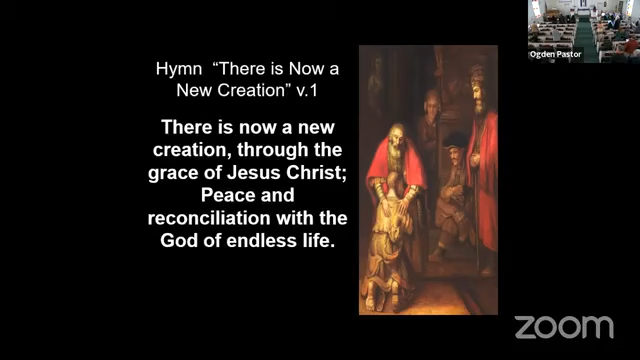 Hymn “There is Now a
New Creation” v.1
There is now a new
creation, through the
grace of Jesus Christ;
Peace and
reconciliation with the
God of endless life.
Ogden Pastor
zoom